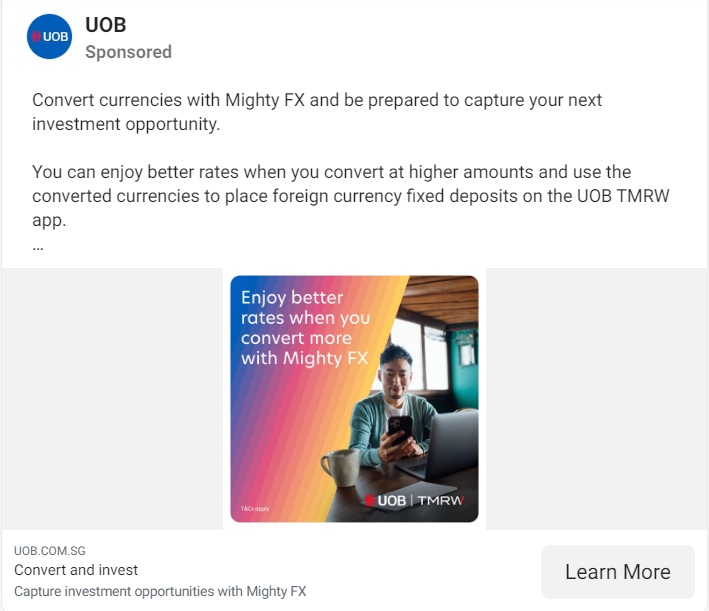 UOB
UOB
Sponsored
Convert currencies with Mighty FX and be prepared to capture your next
investment opportunity.
You can enjoy better rates when you convert at higher amounts and use the
converted currencies to place foreign currency fixed deposits on the UOB TMRW
app.
...
Enjoy better
rates when you
convert more
with Mighty FX
T&Cs apply
UOB | TMRW
UOB.COM.SG
Convert and invest
Capture investment opportunities with Mighty FX
Learn More